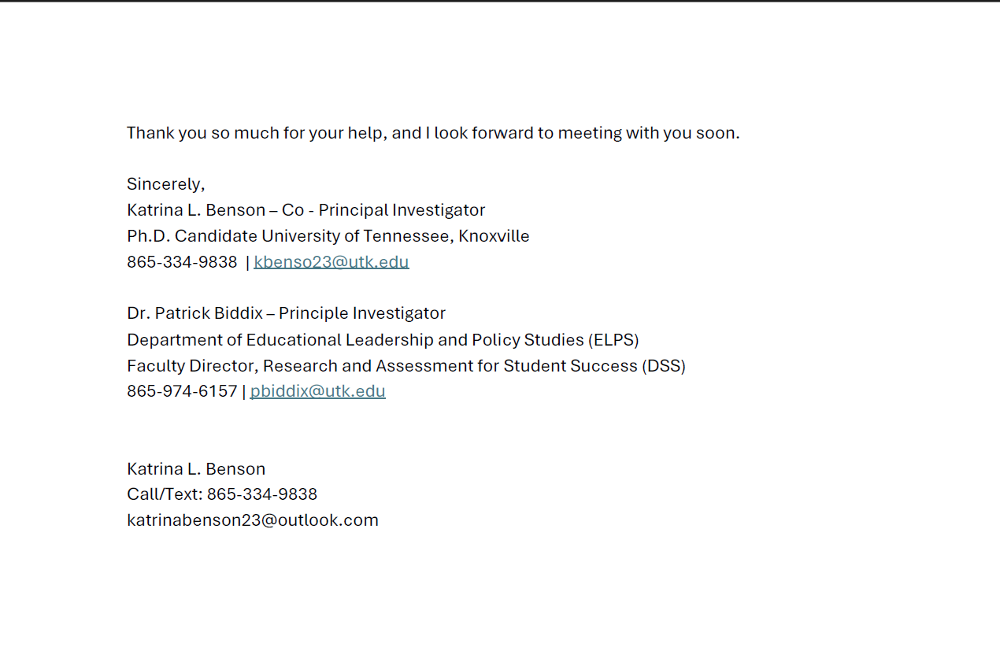 Thank you so much for your help, and I look forward to meeting with you soon.
Sincerely,
Katrina L. Benson – Co - Principal Investigator
Ph.D. Candidate University of Tennessee, Knoxville
865-334-9838 | kbenso23@utk.edu
Dr. Patrick Biddix – Principle Investigator
Department of Educational Leadership and Policy Studies (ELPS)
Faculty Director, Research and Assessment for Student Success (DSS)
865-974-6157 | pbiddix@utk.edu
Katrina L. Benson
Call/Text: 865-334-9838
katrinabenson23@outlook.com